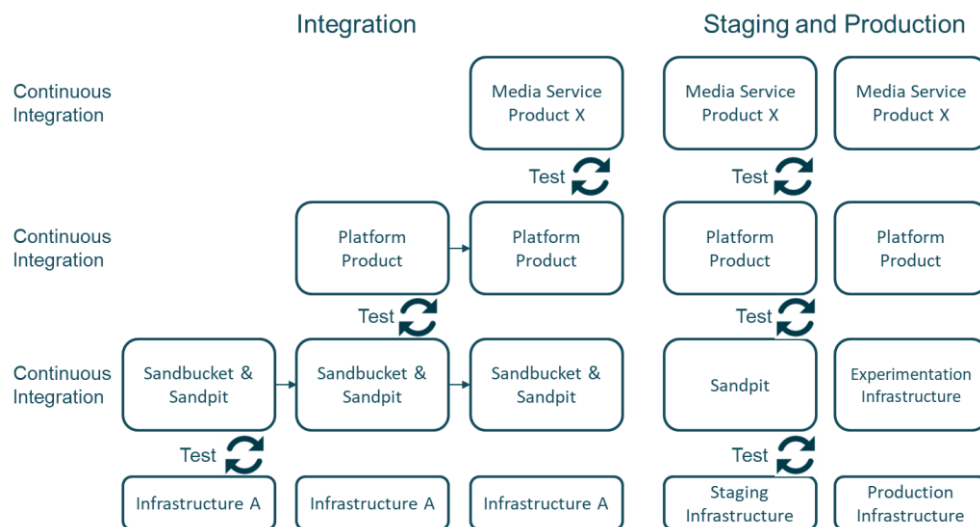 Integration
Staging and Production
Continuous
Integration
Media Service
Product X
Media Service
Product X
Media Service
Product X
Test
Test
Continuous
Integration
Platform
Product
Platform
Product
Platform
Product
Platform
Product
Test
Test
Continuous
Integration
Sandbucket &
Sandpit
Sandbucket &
Sandpit
Sandbucket &
Sandpit
Sandpit
Experimentation
Infrastructure
Test
Test
Infrastructure A
Infrastructure A
Infrastructure A
Staging
Infrastructure
Production
Infrastructure